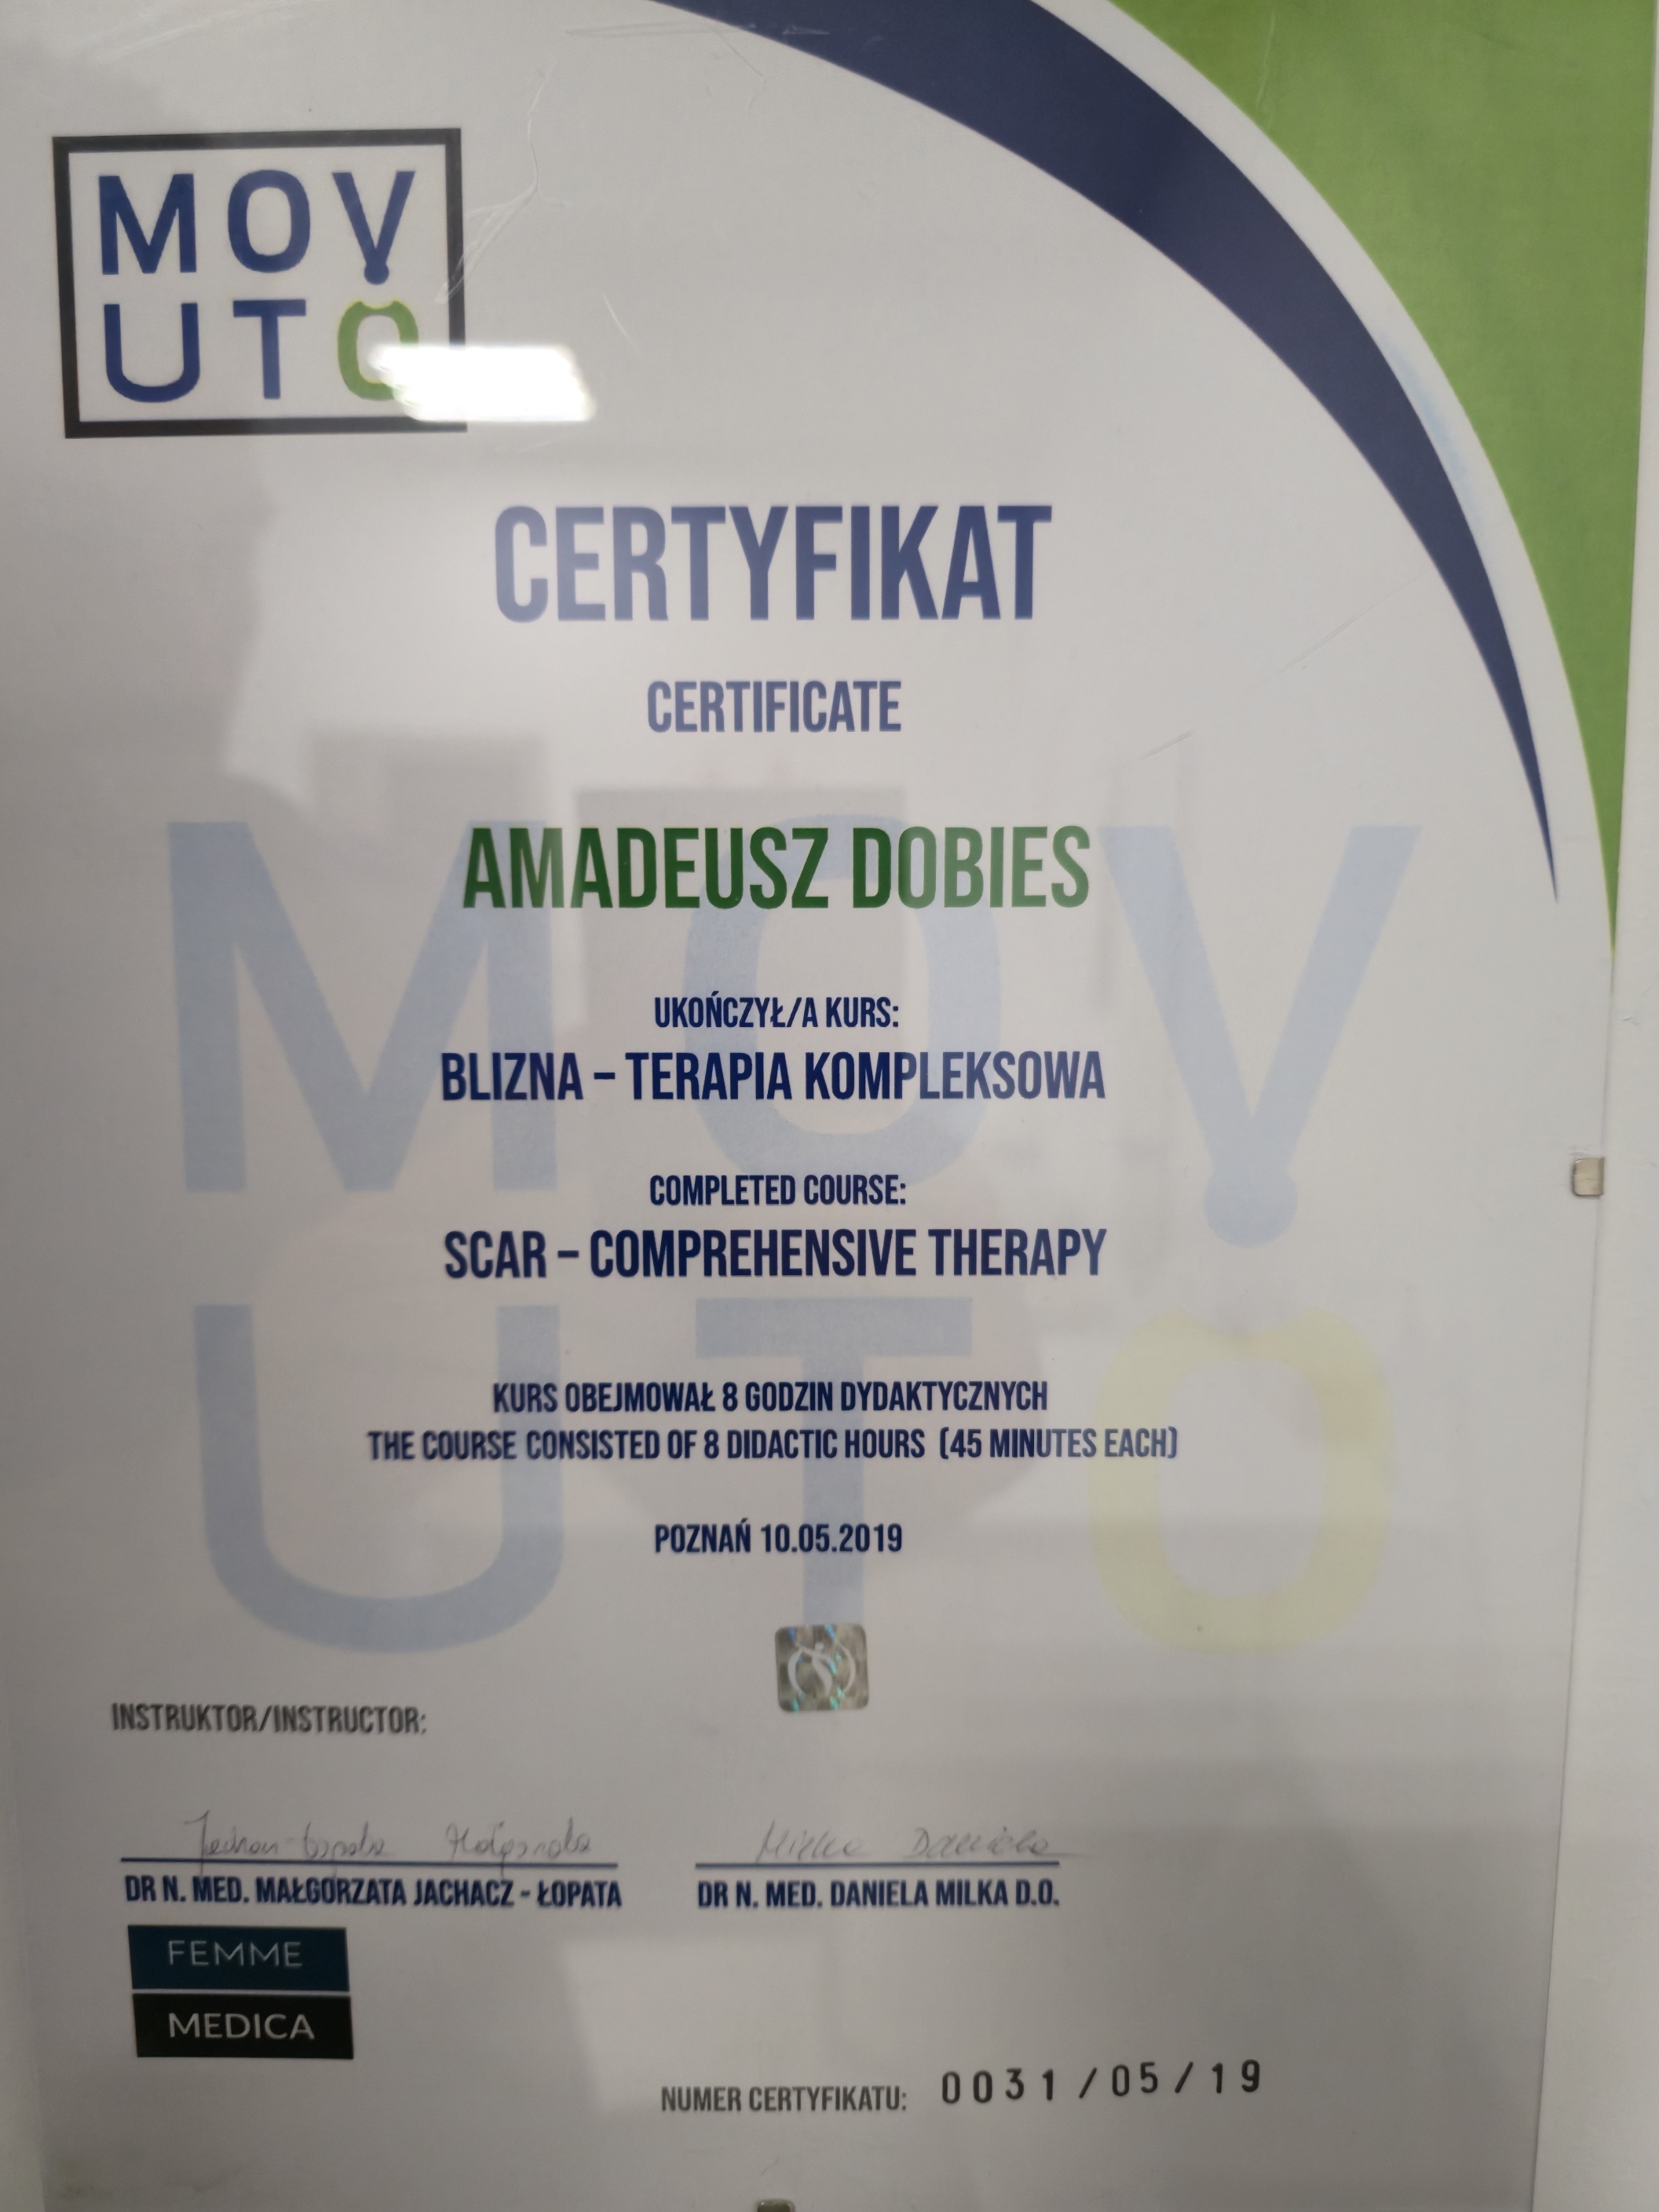 MOV
UTO
CERTYFIKAT
CERTIFICATE
AMADEUSZ DOBIES
UKOŃCZYŁ/A KURS:
BLIZNA – TERAPIA KOMPLEKSOWA
COMPLETED COURSE:
SCAR – COMPREHENSIVE THERAPY
KURS OBEJMOWAŁ 8 GODZIN DYDAKTYCZNYCH
THE COURSE CONSISTED OF 8 DIDACTIC HOURS (45 MINUTES EACH)
POZNAŃ 10.05.2019
INSTRUKTOR/INSTRUCTOR:
Milka Daniela
DR N. MED. MAŁGORZATA JACHACZ - ŁOPATA
DR N. MED. DANIELA MILKA D.O.
FEMME
MEDICA
NUMER CERTYFIKATU: 0031/05/19